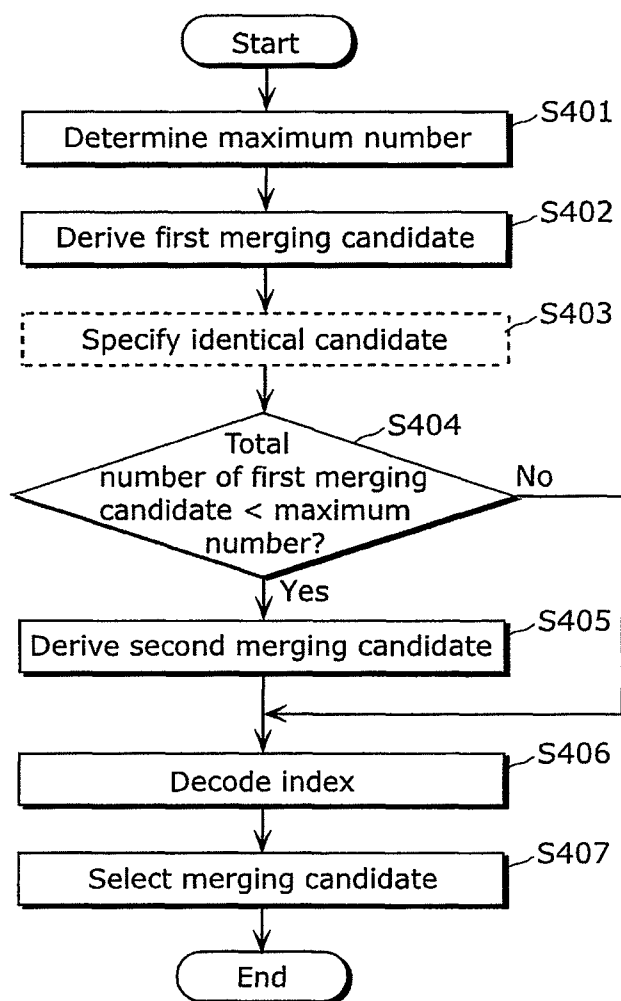 Start
S401
Determine maximum number
S402
Derive first merging candidate
S403
Specify identical candidate
S404
Total
number of first merging
candidate < maximum
number?
No
Yes
S405
Derive second merging candidate
S406
Decode index
S407
Select merging candidate
End